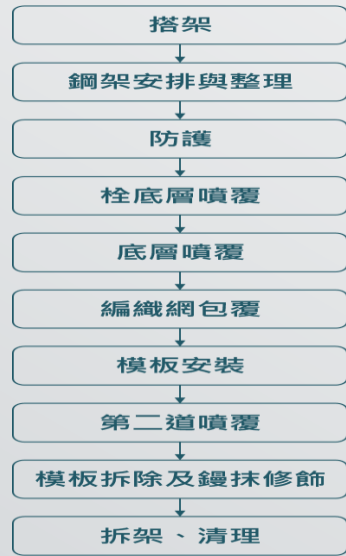 搭架
鋼架安排與整理
防護
栓底層噴覆
底層噴覆
編織網包覆
模板安裝
第二道噴覆
模板拆除及鏝抹修飾
拆架、清理